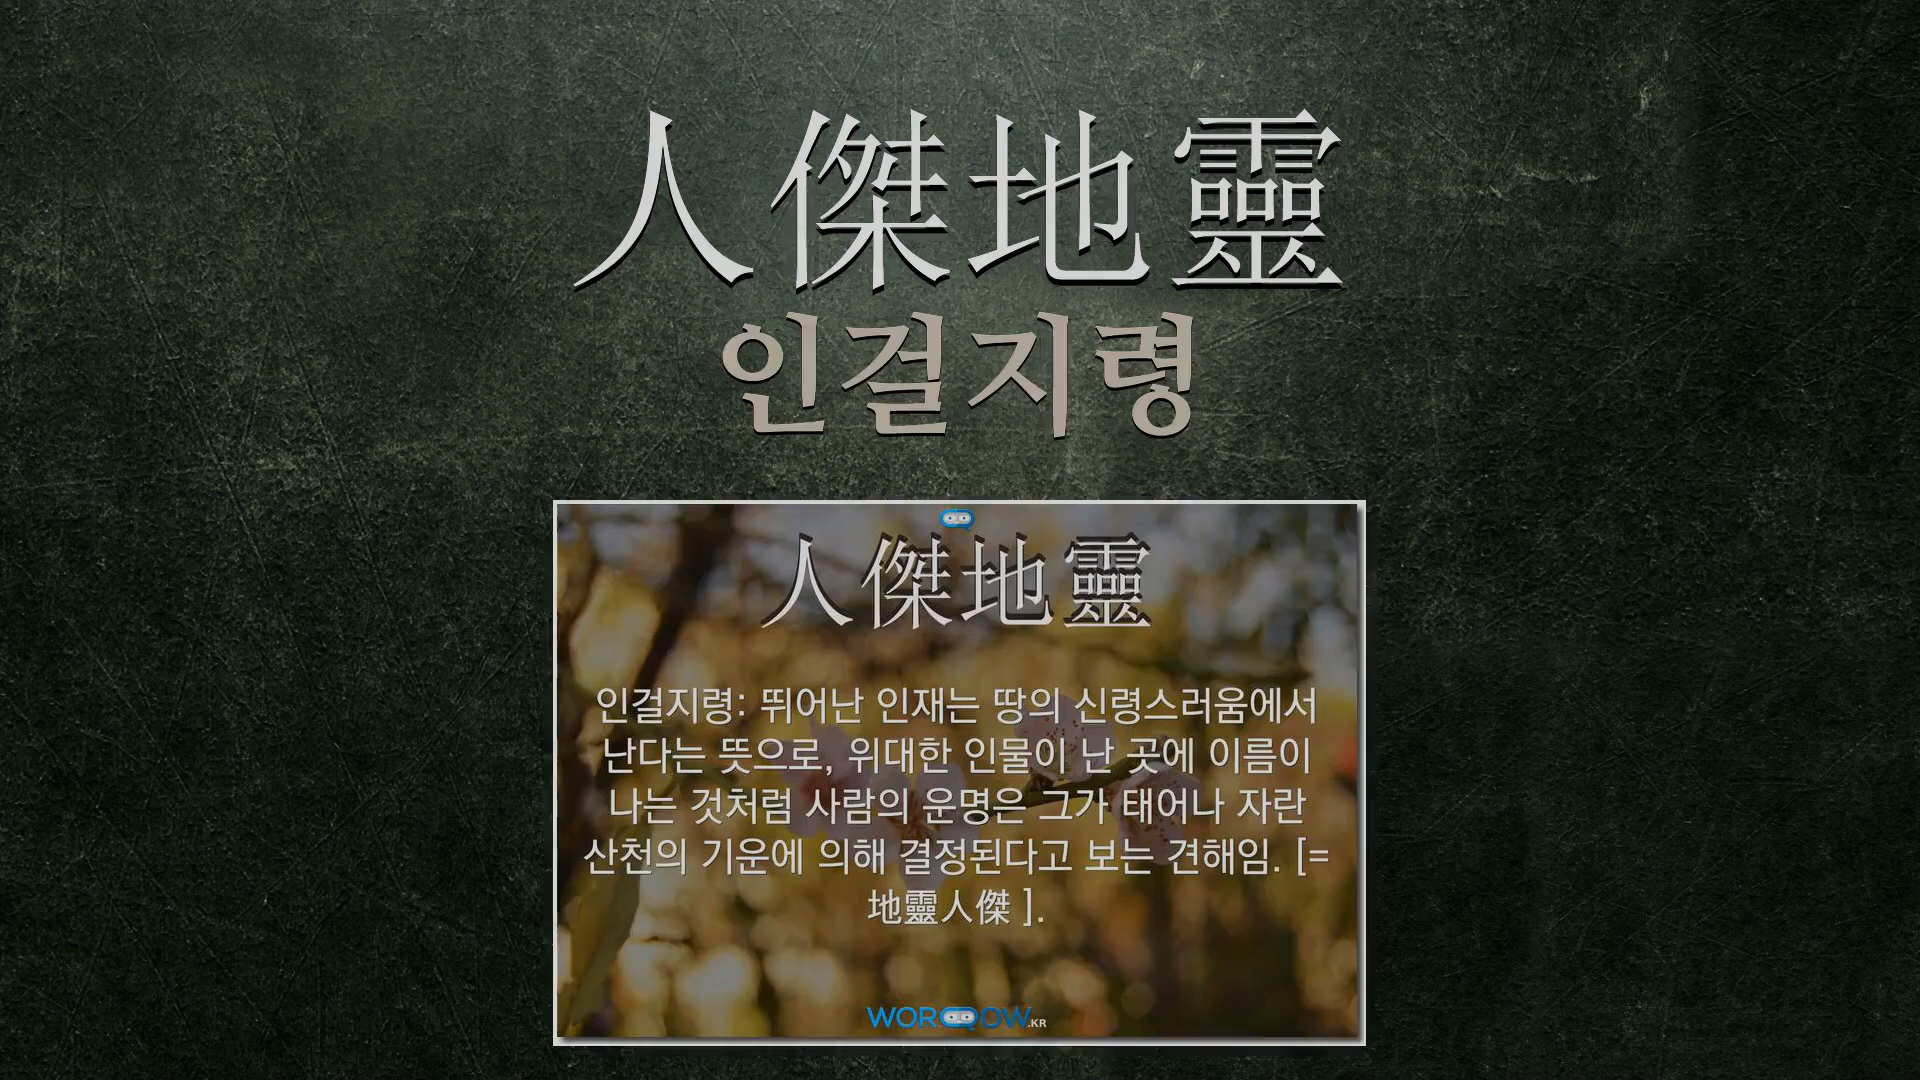 人傑地靈
인걸지령
人傑地靈
인걸지령: 뛰어난 인재는 땅의 신령스러움에서
난다는 뜻으로, 위대한 인물이 난 곳에 이름이
나는 것처럼 사람의 운명은 그가 태어나 자란
산천의 기운에 의해 결정된다고 보는 견해임. [=
地靈人傑 ].
WORQQOW.KR